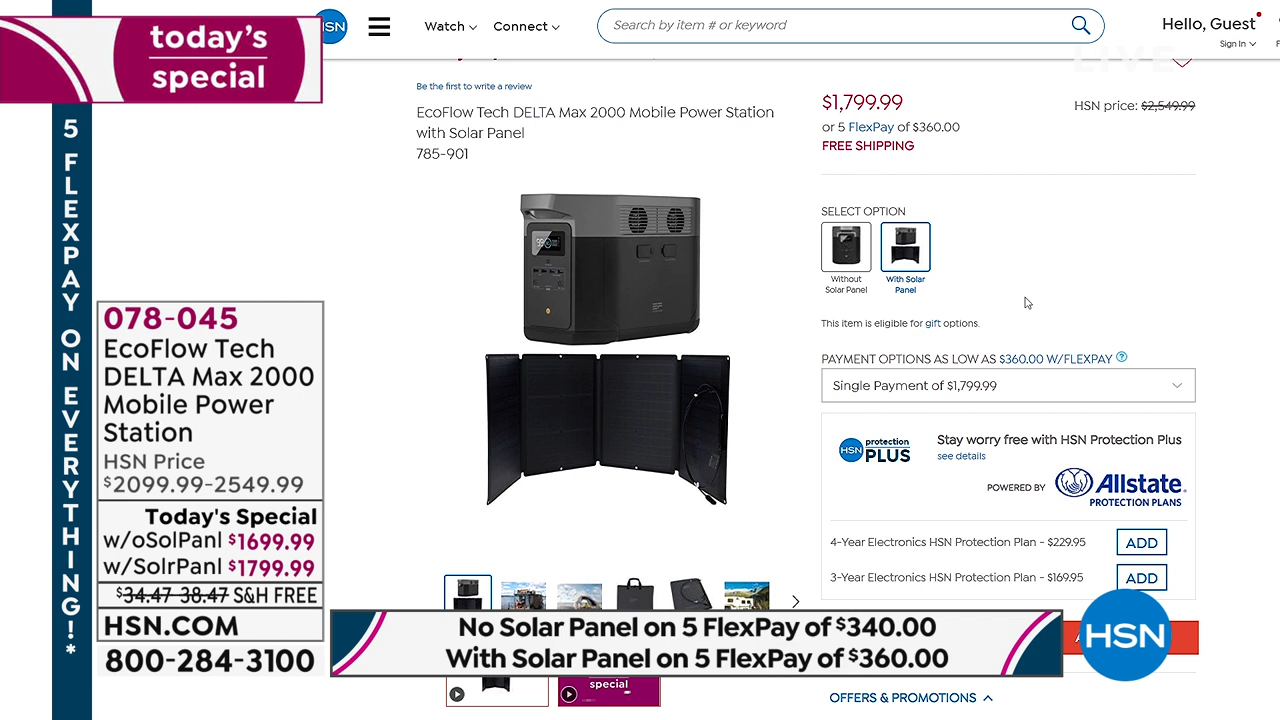 today's
special
5 FLEXPAY ON EVERYTHING!*
HSN
Watch
Connect
Search by item # or keyword
Hello, Guest
Sign In
LIVE
Be the first to write a review
EcoFlow Tech DELTA Max 2000 Mobile Power Station
with Solar Panel
785-901
$1,799.99
HSN price: $2,549.99
or 5 FlexPay of $360.00
FREE SHIPPING
SELECT OPTION
Without
Solar Panel
With Solar
Panel
This item is eligible for gift options.
PAYMENT OPTIONS AS LOW AS $360.00 W/FLEXPAY ?
Single Payment of $1,799.99
HSN protection
PLUS
Stay worry free with HSN Protection Plus
see details
POWERED BY
Allstate
PROTECTION PLANS
4-Year Electronics HSN Protection Plan - $229.95
ADD
3-Year Electronics HSN Protection Plan - $169.95
ADD
078-045
EcoFlow Tech
DELTA Max 2000
Mobile Power
Station
HSN Price
$2099.99-2549.99
Today's Special
w/oSolPanl $1699.99
w/SolrPanl $1799.99
$34.47-38.47 S&H FREE
HSN.COM
800-284-3100
No Solar Panel on 5 FlexPay of $340.00
With Solar Panel on 5 FlexPay of $360.00
HSN
special
OFFERS & PROMOTIONS